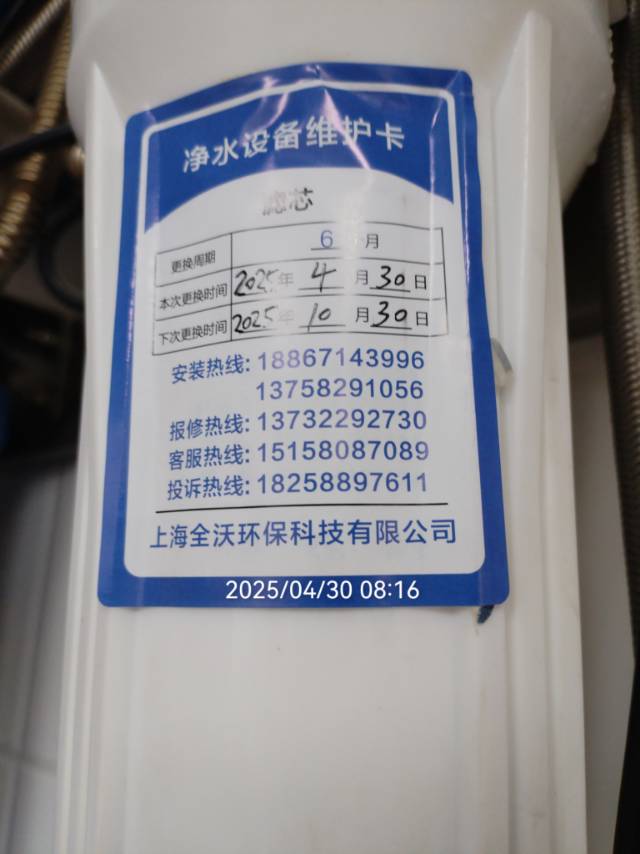 净水设备维护卡
滤芯
更换周期 6 个月
本次更换时间 2025年 4 月 30 日
下次更换时间 2025年 10 月 30 日
安装热线: 18867143996
13758291056
报修热线: 13732292730
客服热线: 15158087089
投诉热线: 18258897611
上海全沃环保科技有限公司
2025/04/30 08:16